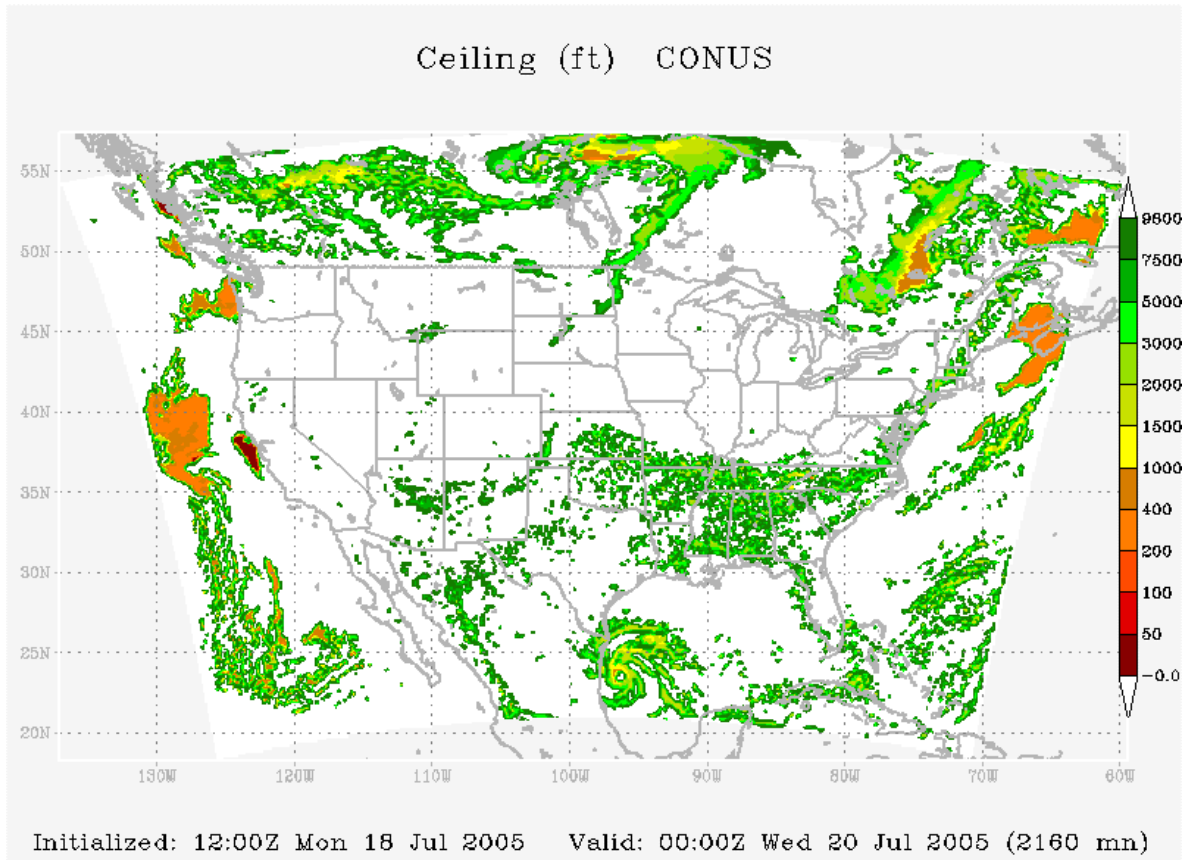 Ceiling (ft) CONUS
55N
50N
45N
40N
35N
30N
25N
20N
130W 120W 110W 100W 90W 80W 70W 60W
9600
7500
5000
3000
2000
1500
1000
400
200
100
50
-0.0
Initialized: 12:00Z Mon 18 Jul 2005 Valid: 00:00Z Wed 20 Jul 2005 (2160 mn)